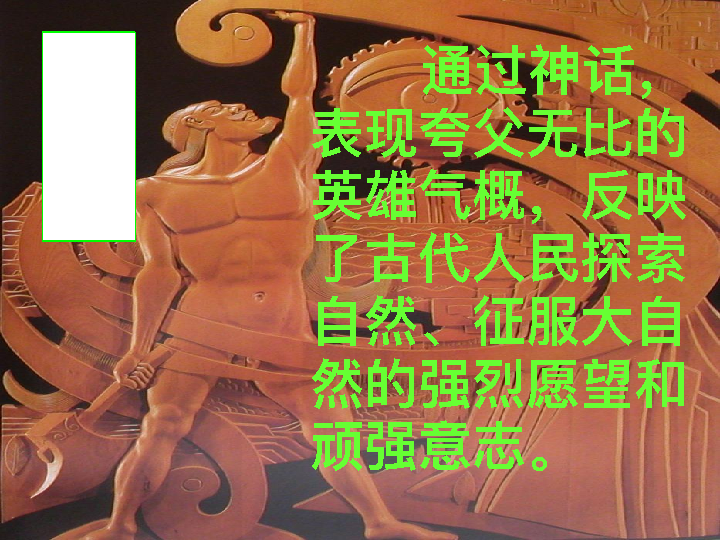 通过神话，
表现夸父无比的
英雄气概，反映
了古代人民探索
自然、征服大自
然的强烈愿望和
顽强意志。